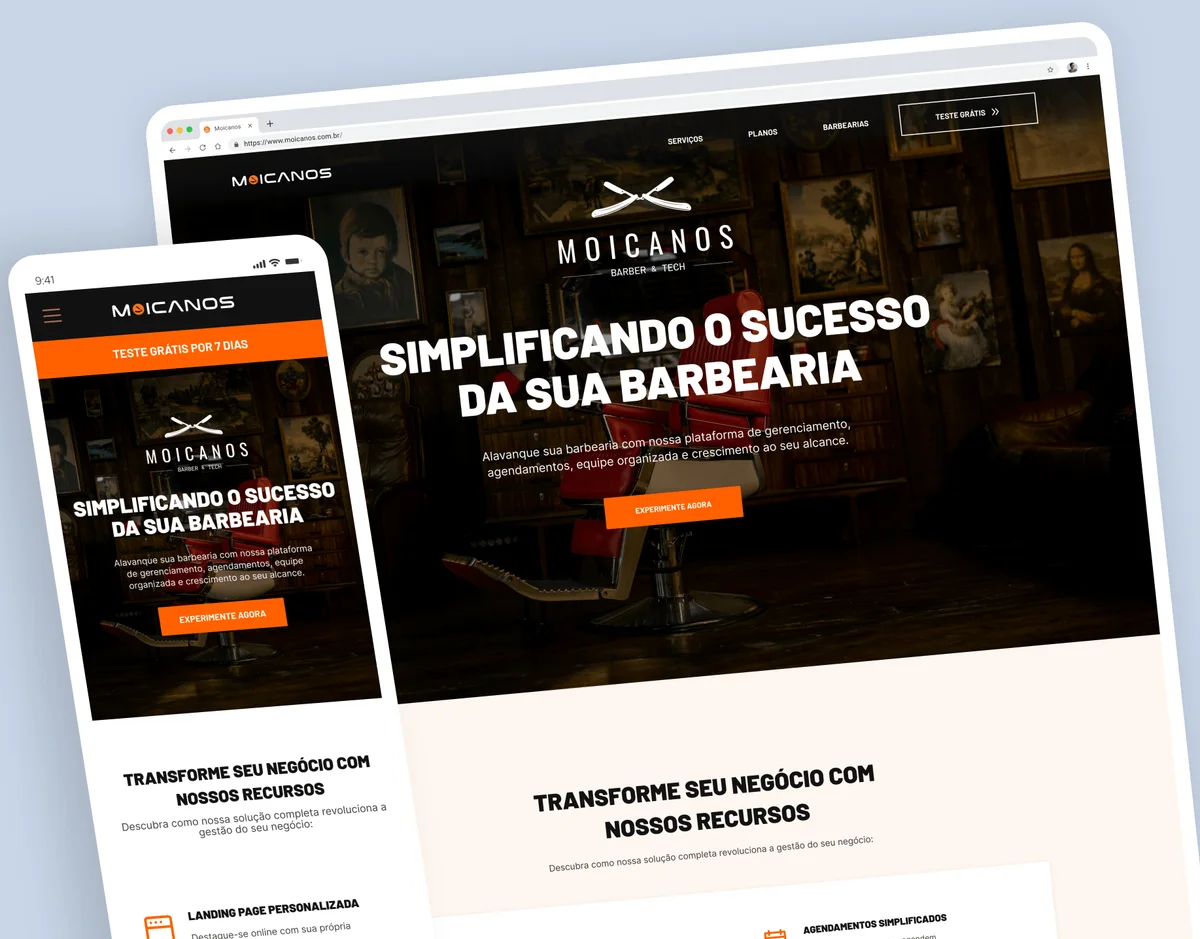 Moicanos
https://www.moicanos.com.br/
MOICANOS
SERVIÇOS
PLANOS
BARBEARIAS
TESTE GRÁTIS
MOICANOS
BARBER & TECH
SIMPLIFICANDO O SUCESSO
DA SUA BARBEARIA
Alavanque sua barbearia com nossa plataforma de gerenciamento,
agendamentos, equipe organizada e crescimento ao seu alcance.
EXPERIMENTE AGORA
TRANSFORME SEU NEGÓCIO COM
NOSSOS RECURSOS
Descubra como nossa solução completa revoluciona a gestão do seu negócio:
AGENDAMENTOS SIMPLIFICADOS
9:41
MOICANOS
TESTE GRÁTIS POR 7 DIAS
MOICANOS
BARBER & TECH
SIMPLIFICANDO O SUCESSO
DA SUA BARBEARIA
Alavanque sua barbearia com nossa plataforma
de gerenciamento, agendamentos, equipe
organizada e crescimento ao seu alcance.
EXPERIMENTE AGORA
TRANSFORME SEU NEGÓCIO COM
NOSSOS RECURSOS
Descubra como nossa solução completa revoluciona a
gestão do seu negócio:
LANDING PAGE PERSONALIZADA
Destaque-se online com sua própria